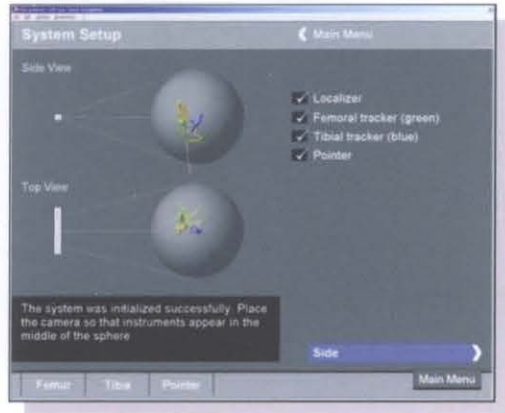 System Setup
Main Menu
Side View
Localizer
Femoral tracker (green)
Tibial tracker (blue)
Pointer
Top View
The system was initialized successfully. Place
the camera so that instruments appear in the
middle of the sphere
Side
Femur
Tibia
Pointer
Main Menu